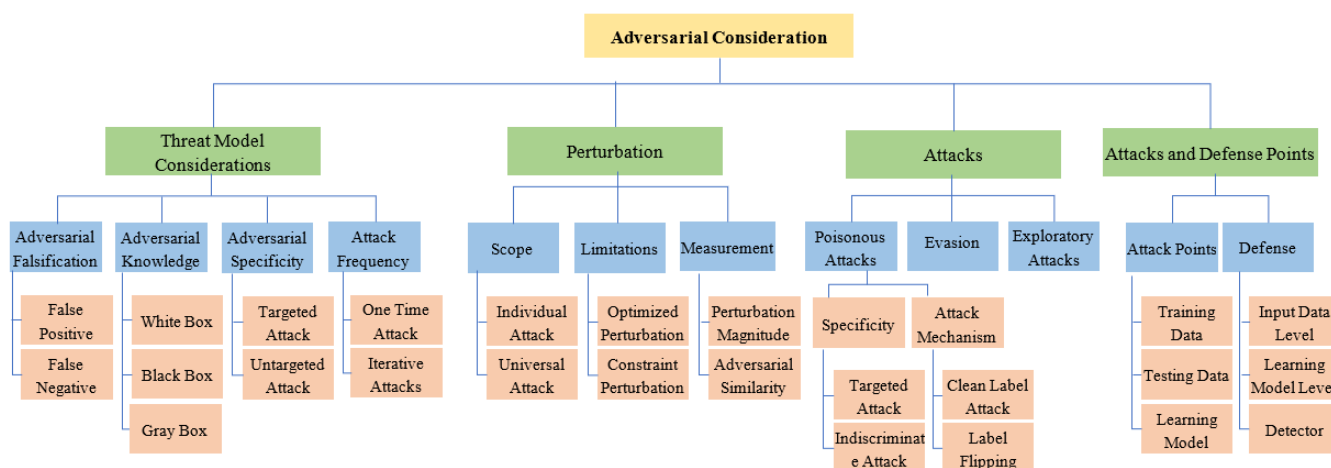 Adversarial Consideration
Threat Model
Considerations
Perturbation
Attacks
Attacks and Defense Points
Adversarial
Falsification
Adversarial
Knowledge
Adversarial
Specificity
Attack
Frequency
Scope
Limitations
Measurement
Poisonous
Attacks
Evasion
Exploratory
Attacks
Attack Points
Defense
False
Positive
False
Negative
White Box
Black Box
Gray Box
Targeted
Attack
Untargeted
Attack
One Time
Attack
Iterative
Attacks
Individual
Attack
Universal
Attack
Optimized
Perturbation
Constraint
Perturbation
Perturbation
Magnitude
Adversarial
Similarity
Specificity
Attack
Mechanism
Targeted
Attack
Indiscriminat
e Attack
Clean Label
Attack
Label
Flipping
Training
Data
Testing Data
Learning
Model
Input Data
Level
Learning
Model Level
Detector